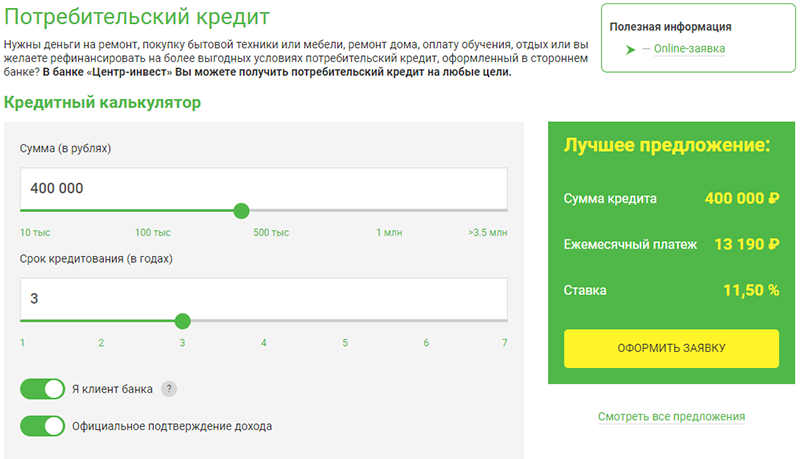 Потребительский кредит
Нужны деньги на ремонт, покупку бытовой техники или мебели, ремонт дома, оплату обучения, отдых или вы
желаете рефинансировать на более выгодных условиях потребительский кредит, оформленный в стороннем
банке? В банке «Центр-инвест» Вы можете получить потребительский кредит на любые цели.
Полезная информация
— Online-заявка
Кредитный калькулятор
Сумма (в рублях)
400 000
10 тыс 100 тыс 500 тыс 1 млн >3.5 млн
Срок кредитования (в годах)
3
1 2 3 4 5 6 7
Я клиент банка ?
Официальное подтверждение дохода
Лучшее предложение:
Сумма кредита 400 000 ₽
Ежемесячный платеж 13 190 ₽
Ставка 11,50 %
ОФОРМИТЬ ЗАЯВКУ
Смотреть все предложения